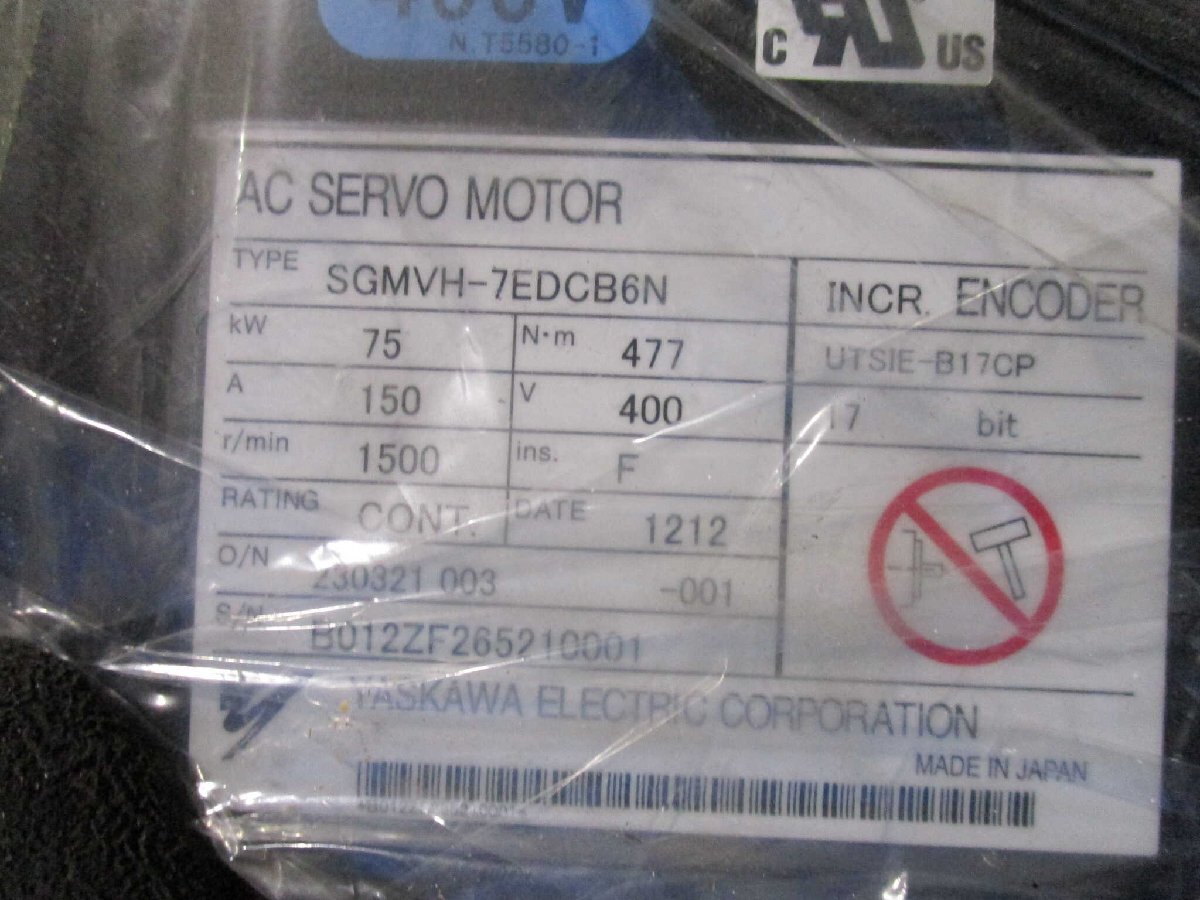 400V
N.T5580-1
C US
AC SERVO MOTOR
TYPE SGMVH-7EDCB6N
kW 75 N·m 477
A 150 V 400
r/min 1500 ins. F
RATING CONT. DATE 1212
O/N 230321 003 -001
S/N B012ZF265210001
INCR. ENCODER
UTSIE-B17CP
17 bit
YASKAWA ELECTRIC CORPORATION
MADE IN JAPAN